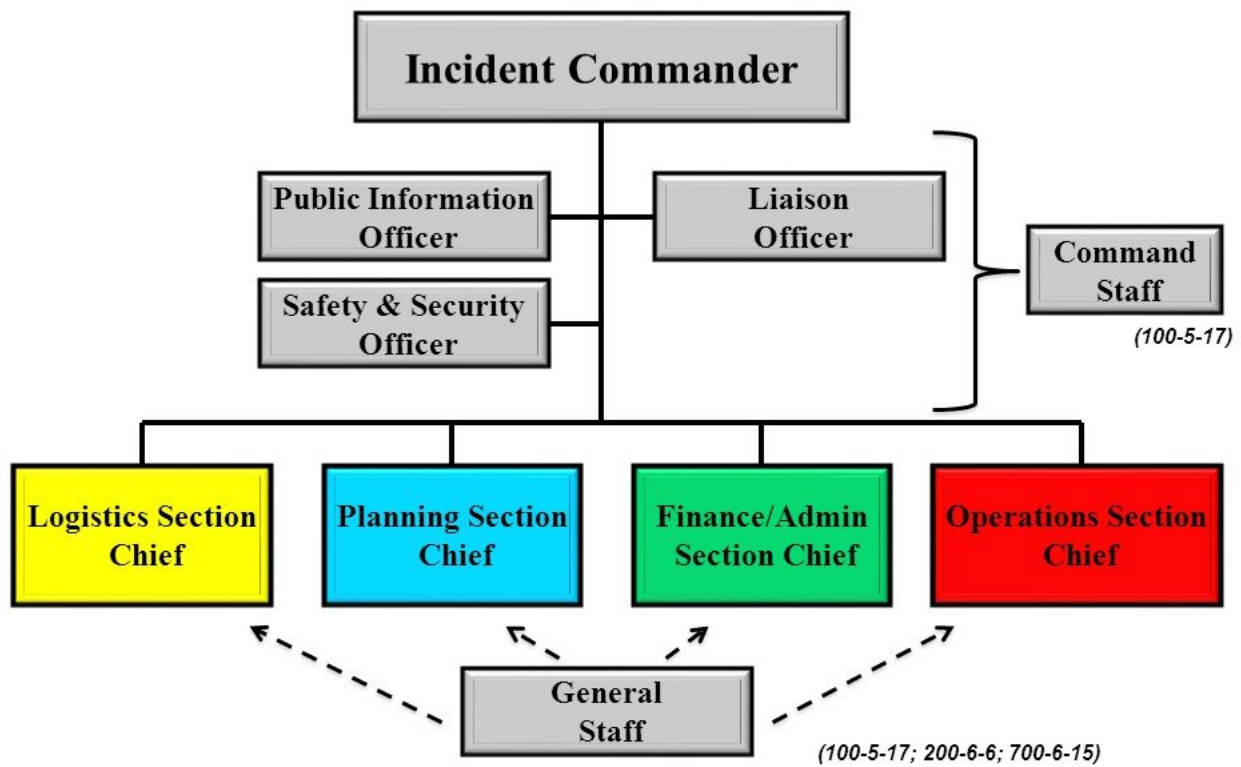 Incident Commander
Public Information
Officer
Liaison
Officer
Safety & Security
Officer
Command
Staff
(100-5-17)
Logistics Section
Chief
Planning Section
Chief
Finance/Admin
Section Chief
Operations Section
Chief
General
Staff
(100-5-17; 200-6-6; 700-6-15)